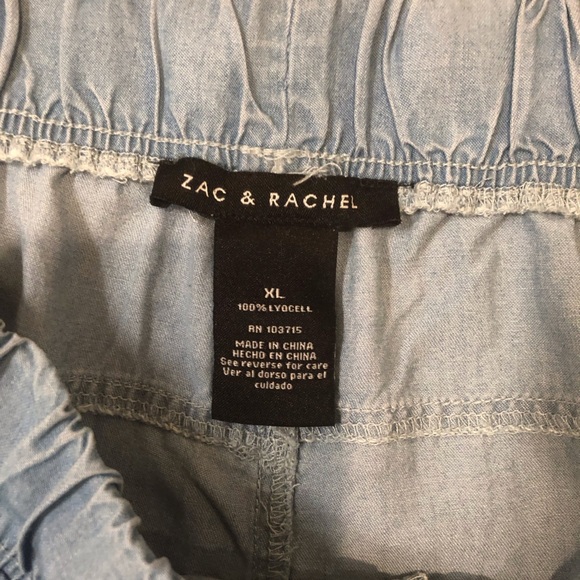 ZAC & RACHEL
XL
100% LYOCELL
RN 103715
MADE IN CHINA
HECHO EN CHINA
See reverse for care
Ver al dorso para el
cuidado